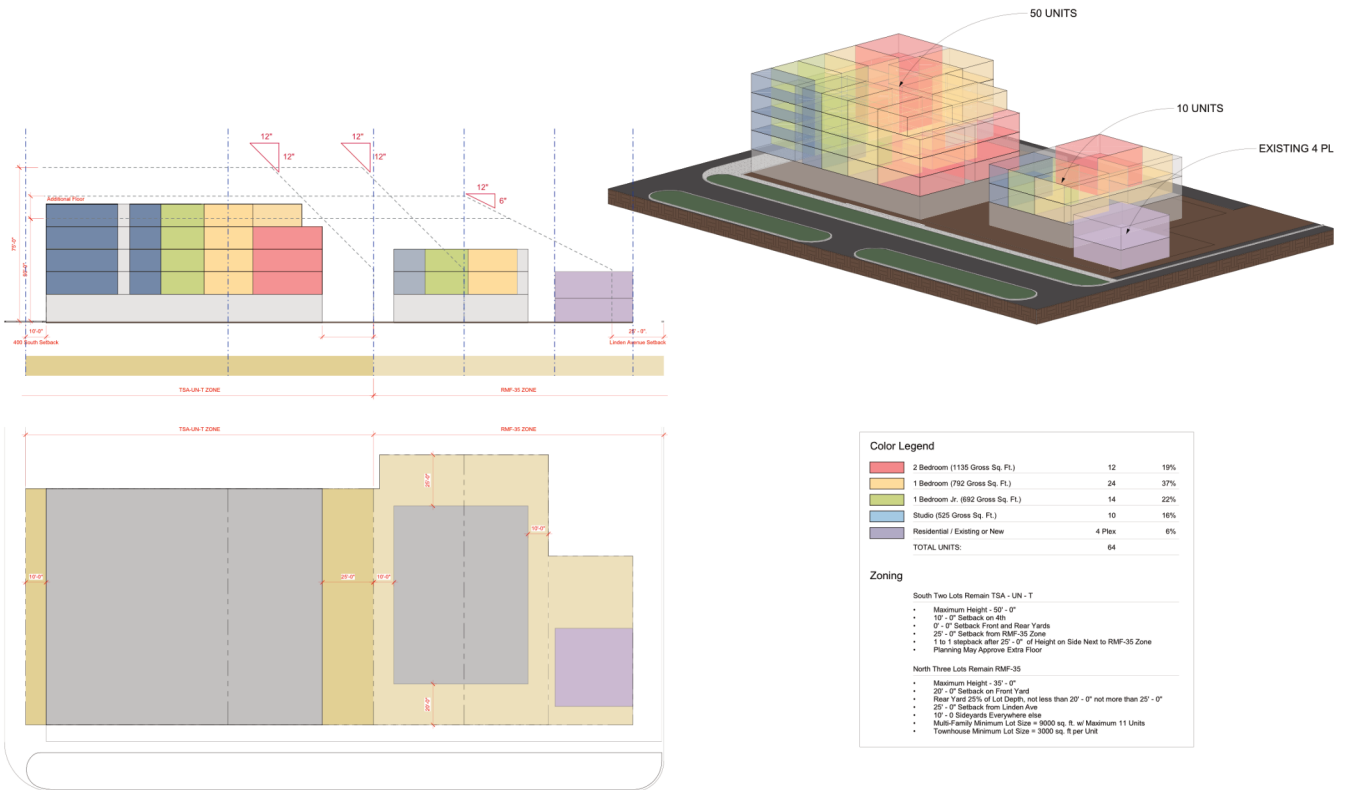 50 UNITS
10 UNITS
EXISTING 4 PL
12"
12"
12"
12"
12"
6"
Additional Floor
70'-0"
10'-0"
400 South Setback
Linden Avenue Setback
TSA-UN-T ZONE
RMF-35 ZONE
TSA-UN-T ZONE
RMF-35 ZONE
20'-0"
10'-0"
10'-0"
25'-0"
10'-0"
20'-0"
Color Legend
2 Bedroom (1135 Gross Sq. Ft.) 12 19%
1 Bedroom (792 Gross Sq. Ft.) 24 37%
1 Bedroom Jr. (692 Gross Sq. Ft.) 14 22%
Studio (525 Gross Sq. Ft.) 10 16%
Residential / Existing or New 4 Plex 6%
TOTAL UNITS: 64
Zoning
South Two Lots Remain TSA - UN - T
• Maximum Height - 50' - 0"
• 10' - 0" Setback on 4th
• 0' - 0" Setback Front and Rear Yards
• 25' - 0" Setback from RMF-35 Zone
• 1 to 1 stepback after 25' - 0" of Height on Side Next to RMF-35 Zone
• Planning May Approve Extra Floor
North Three Lots Remain RMF-35
• Maximum Height - 35' - 0"
• 20' - 0" Setback on Front Yard
• Rear Yard 25% of Lot Depth, not less than 20' - 0" not more than 25' - 0"
• 25' - 0" Setback from Linden Ave
• 10' - 0 Sideyards Everywhere else
• Multi-Family Minimum Lot Size = 9000 sq. ft. w/ Maximum 11 Units
• Townhouse Minimum Lot Size = 3000 sq. ft per Unit